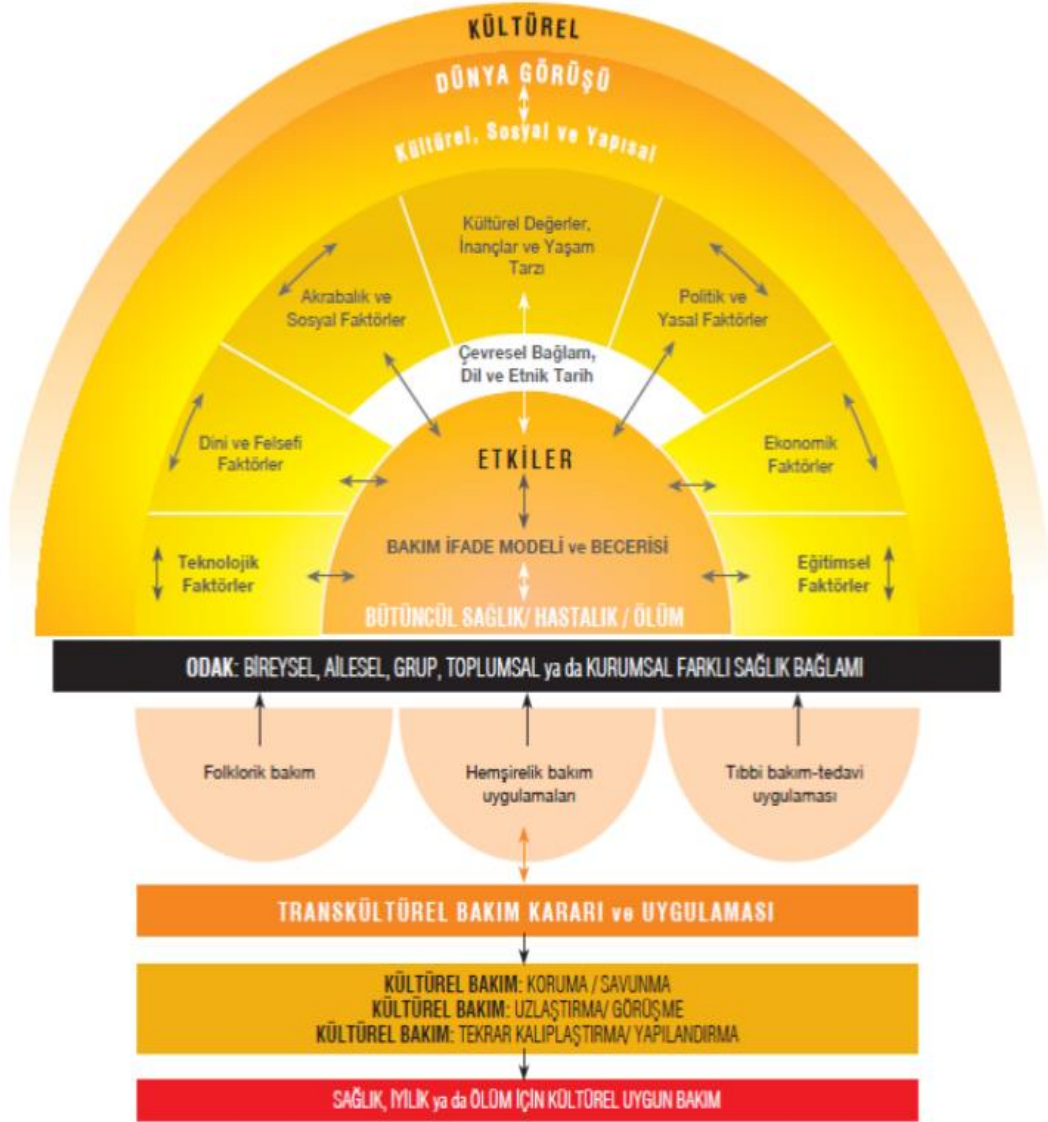 KÜLTÜREL
DÜNYA GÖRÜŞÜ
Kültürel, Sosyal ve Yapısal
Kültürel Değerler,
İnançlar ve Yaşam
Tarzı
Akrabalık ve
Sosyal Faktörler
Politik ve
Yasal Faktörler
Çevresel Bağlam,
Dil ve Etnik Tarih
Dini ve Felsefi
Faktörler
ETKİLER
Ekonomik
Faktörler
BAKIM İFADE MODELİ ve BECERİSİ
Teknolojik
Faktörler
Eğitimsel
Faktörler
BÜTÜNCÜL SAĞLIK/ HASTALIK / ÖLÜM
ODAK: BİREYSEL, AİLESEL, GRUP, TOPLUMSAL ya da KURUMSAL FARKLI SAĞLIK BAĞLAMI
Folklorik bakım
Hemşirelik bakım
uygulamaları
Tıbbi bakım-tedavi
uygulaması
TRANSKÜLTÜREL BAKIM KARARI ve UYGULAMASI
KÜLTÜREL BAKIM: KORUMA / SAVUNMA
KÜLTÜREL BAKIM: UZLAŞTIRMA/ GÖRÜŞME
KÜLTÜREL BAKIM: TEKRAR KALIPLAŞTIRMA/ YAPILANDIRMA
SAĞLIK, İYİLİK ya da ÖLÜM İÇİN KÜLTÜREL UYGUN BAKIM